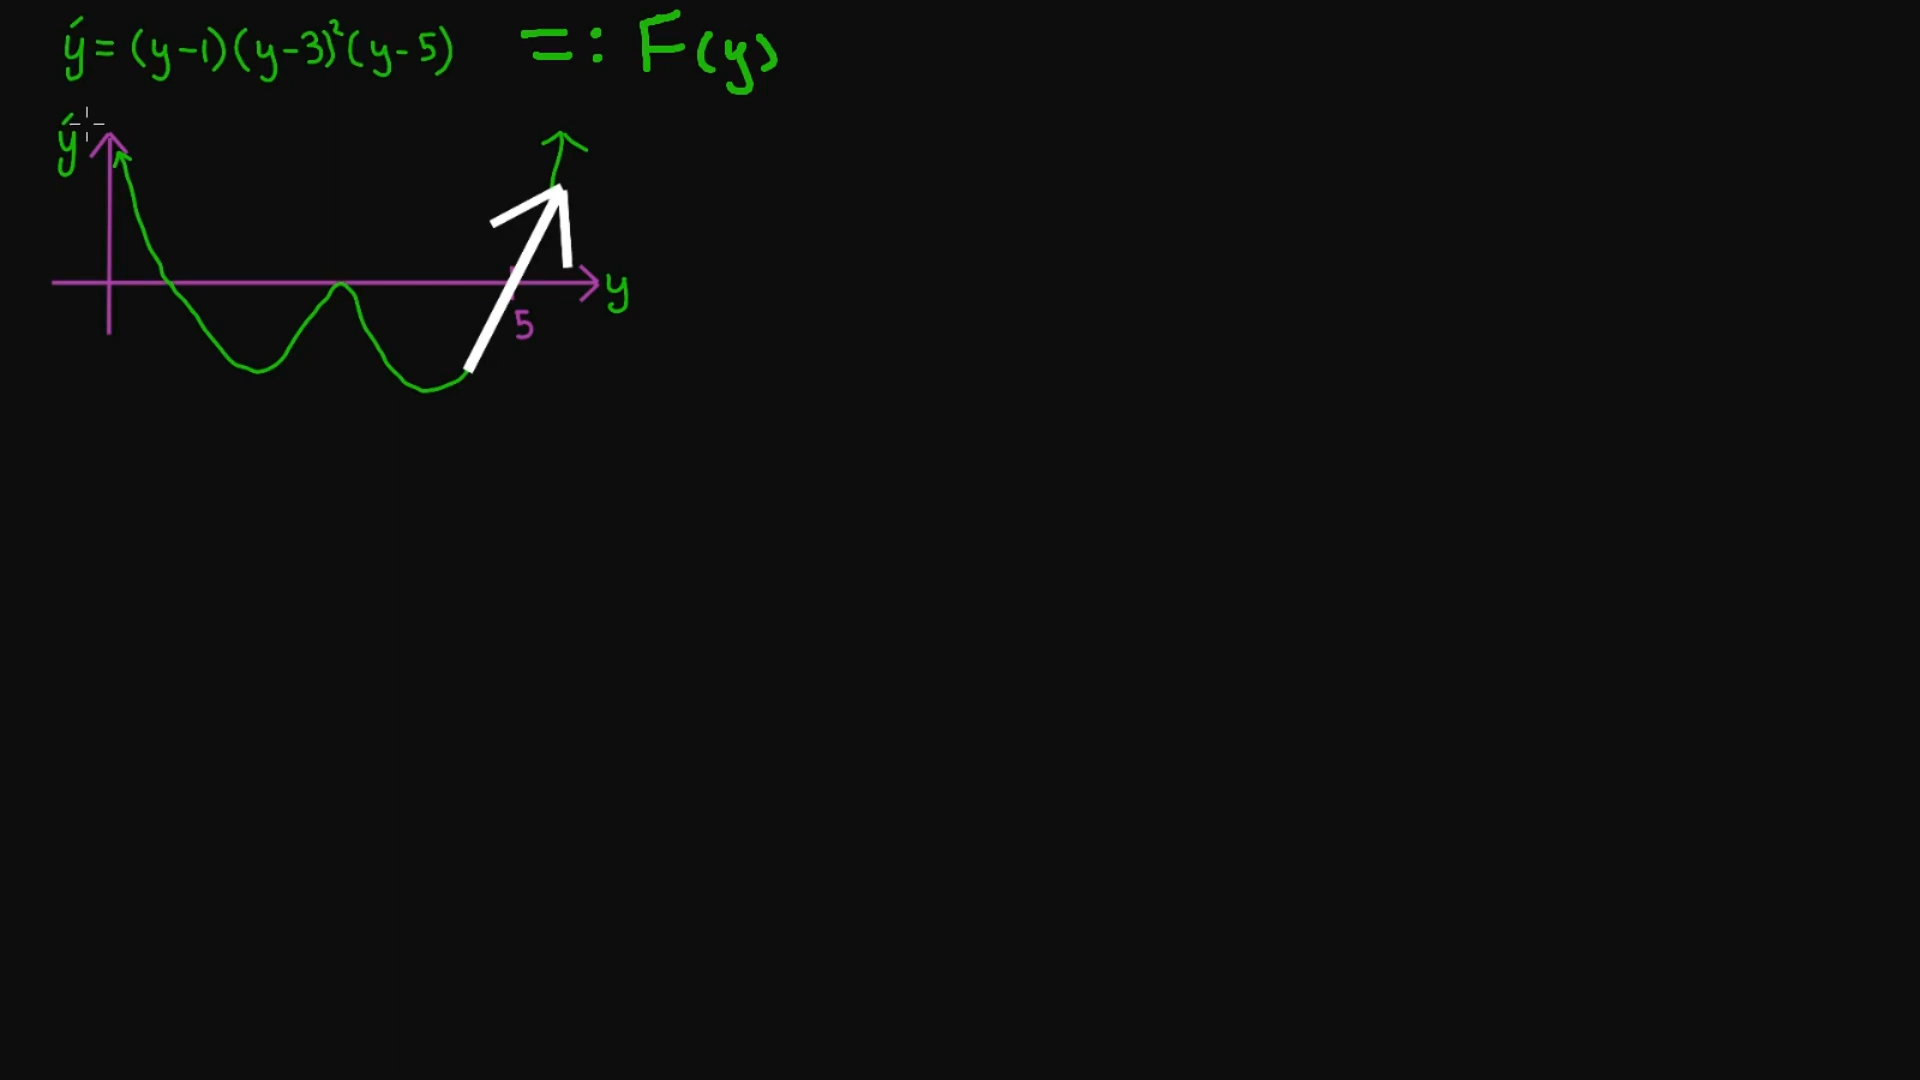 ý = (y-1)(y-3)²(y-5) =: F(y)
ý
y
5